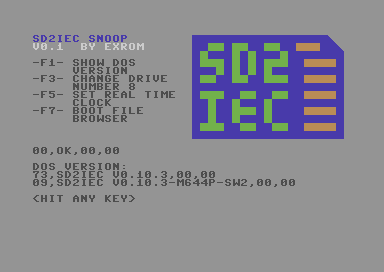 SD2IEC SNOOP
V0.1  BY EXROM
-F1- SHOW DOS
VERSION
-F3- CHANGE DRIVE
NUMBER 8
-F5- SET REAL TIME
CLOCK
-F7- BOOT FILE
BROWSER
SD2
IEC
00,OK,00,00
DOS VERSION:
73,SD2IEC V0.10.3,00,00
09,SD2IEC V0.10.3-M644P-SW2,00,00
<HIT ANY KEY>